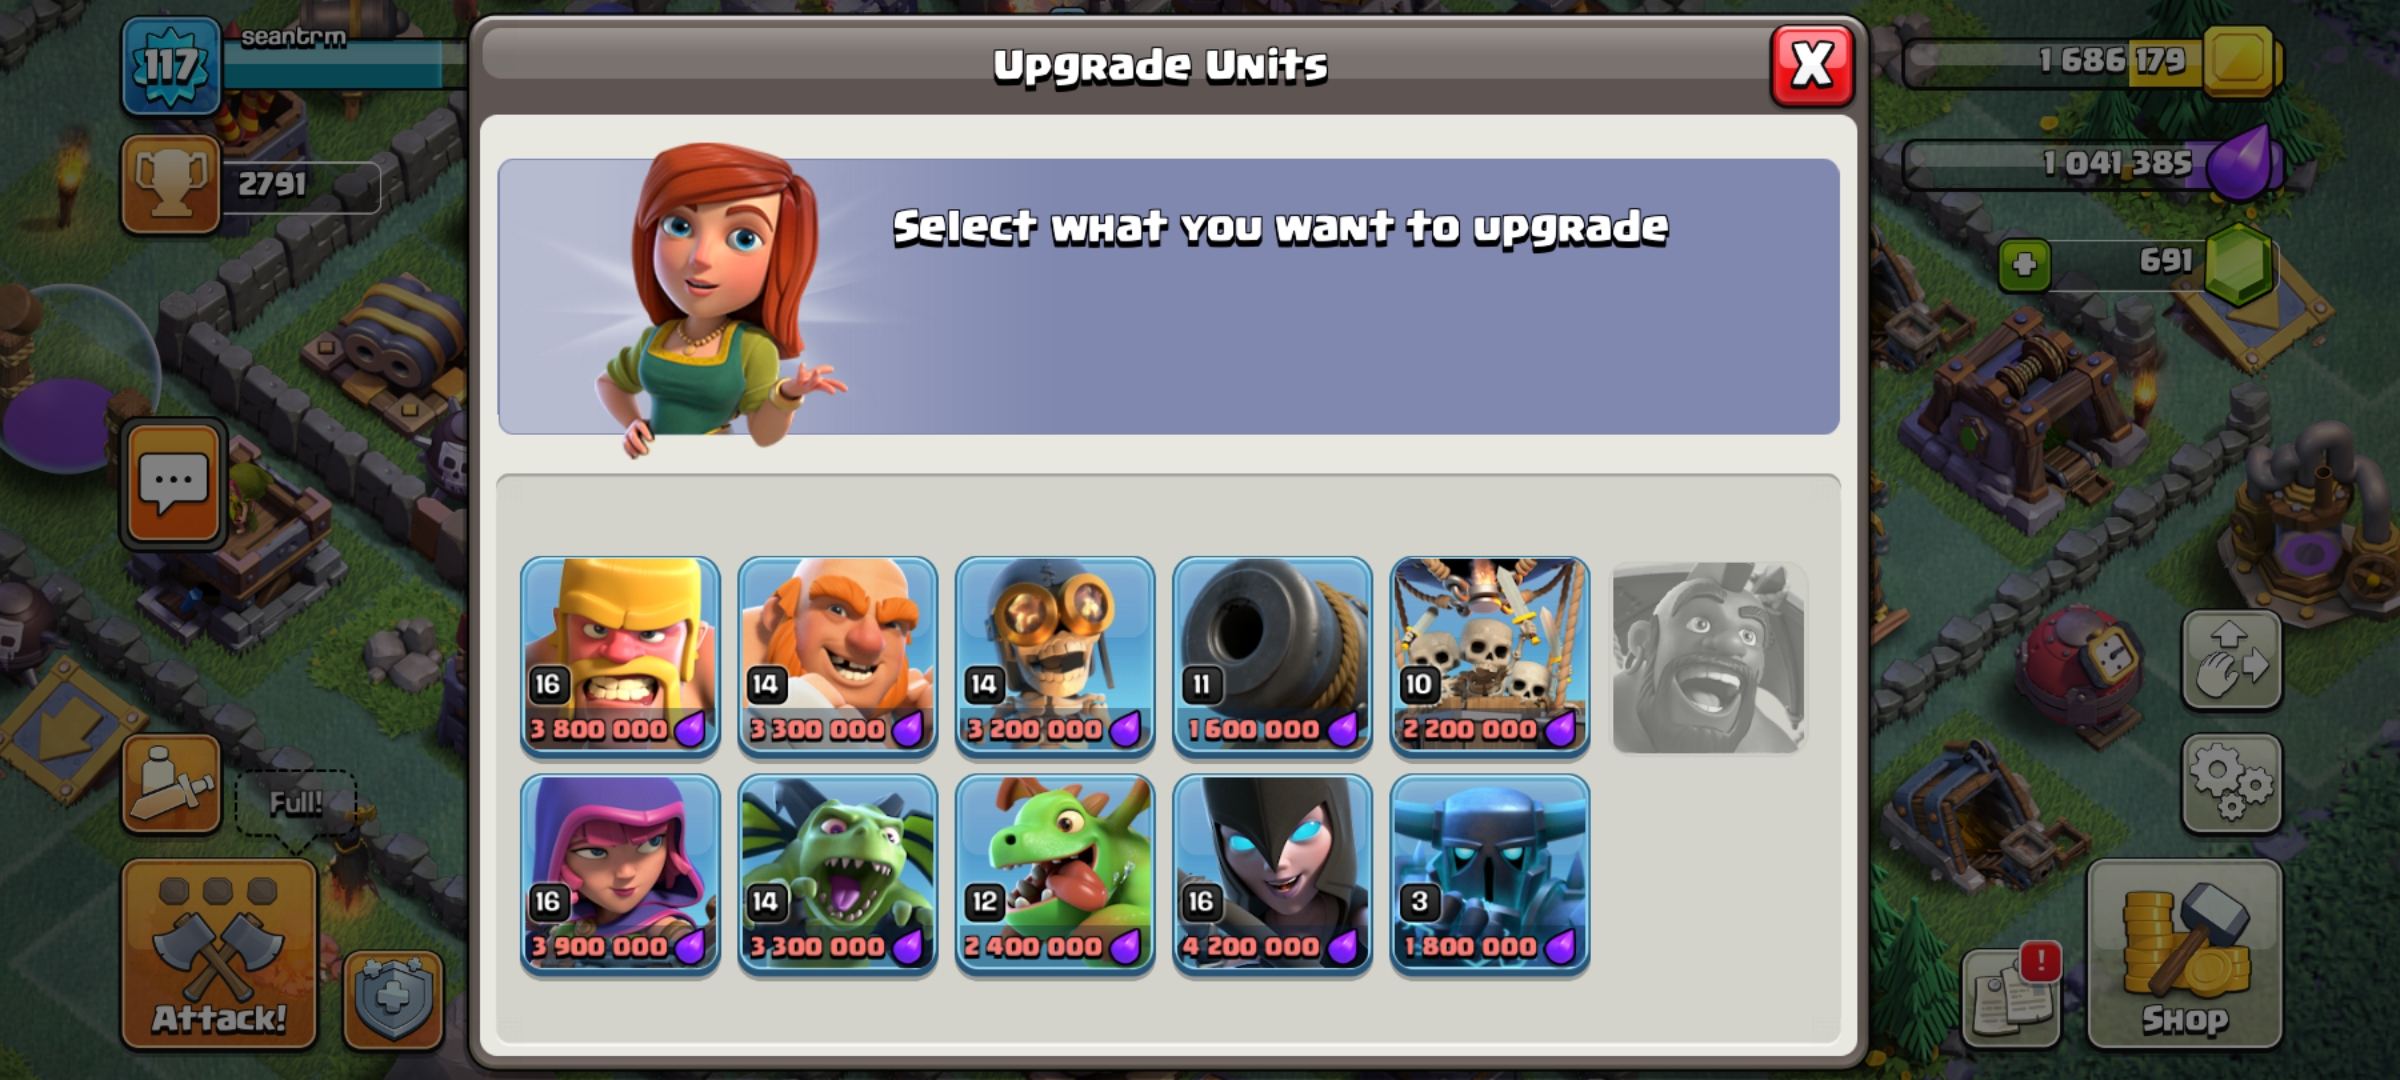 117
seantrm
2791
Upgrade Units
X
1 686 179
1 041 385
691
Select what you want to upgrade
16
3 800 000
14
3 300 000
14
3 200 000
11
1 600 000
10
2 200 000
16
3 900 000
14
3 300 000
12
2 400 000
16
4 200 000
3
1 800 000
Full!
Attack!
!
Shop